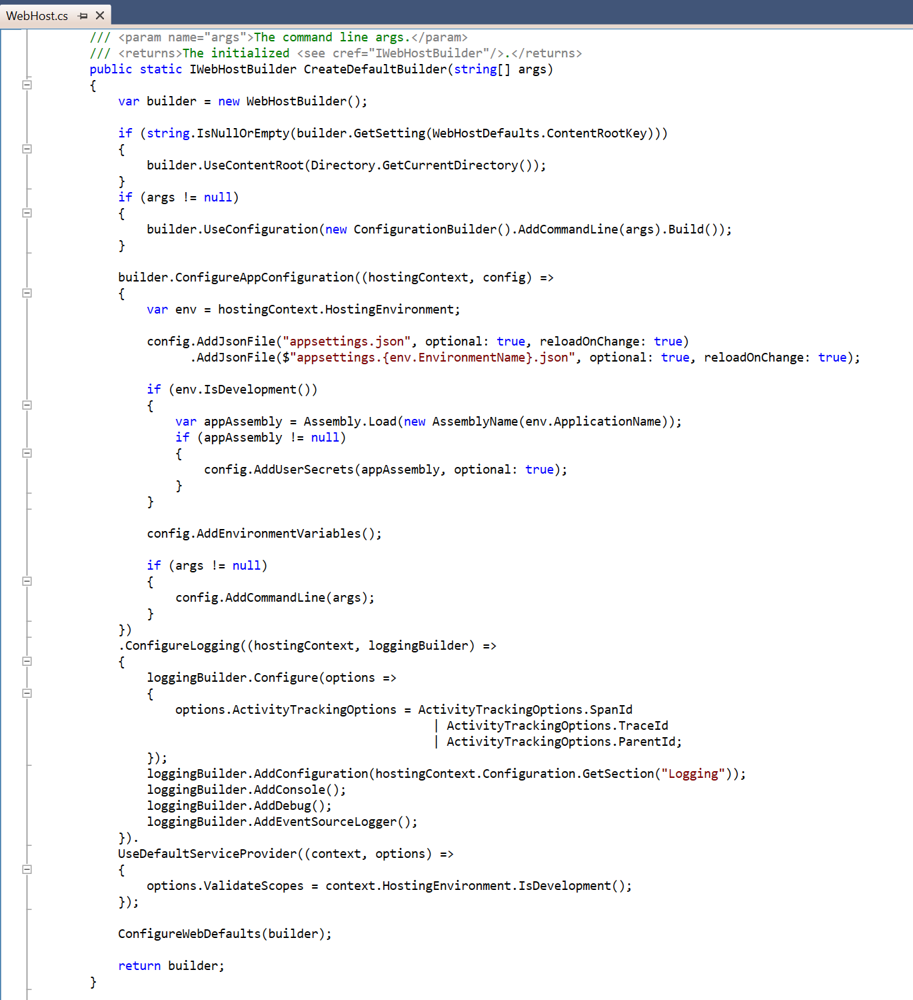 WebHost.cs
/// <param name="args">The command line args.</param>
/// <returns>The initialized <see cref="IWebHostBuilder"/>.</returns>
public static IWebHostBuilder CreateDefaultBuilder(string[] args)
{
    var builder = new WebHostBuilder();

    if (string.IsNullOrEmpty(builder.GetSetting(WebHostDefaults.ContentRootKey)))
    {
        builder.UseContentRoot(Directory.GetCurrentDirectory());
    }
    if (args != null)
    {
        builder.UseConfiguration(new ConfigurationBuilder().AddCommandLine(args).Build());
    }

    builder.ConfigureAppConfiguration((hostingContext, config) =>
    {
        var env = hostingContext.HostingEnvironment;

        config.AddJsonFile("appsettings.json", optional: true, reloadOnChange: true)
              .AddJsonFile($"appsettings.{env.EnvironmentName}.json", optional: true, reloadOnChange: true);

        if (env.IsDevelopment())
        {
            var appAssembly = Assembly.Load(new AssemblyName(env.ApplicationName));
            if (appAssembly != null)
            {
                config.AddUserSecrets(appAssembly, optional: true);
            }
        }

        config.AddEnvironmentVariables();

        if (args != null)
        {
            config.AddCommandLine(args);
        }
    })
    .ConfigureLogging((hostingContext, loggingBuilder) =>
    {
        loggingBuilder.Configure(options =>
        {
            options.ActivityTrackingOptions = ActivityTrackingOptions.SpanId
                                                | ActivityTrackingOptions.TraceId
                                                | ActivityTrackingOptions.ParentId;
        });
        loggingBuilder.AddConfiguration(hostingContext.Configuration.GetSection("Logging"));
        loggingBuilder.AddConsole();
        loggingBuilder.AddDebug();
        loggingBuilder.AddEventSourceLogger();
    }).
    UseDefaultServiceProvider((context, options) =>
    {
        options.ValidateScopes = context.HostingEnvironment.IsDevelopment();
    });

    ConfigureWebDefaults(builder);

    return builder;
}